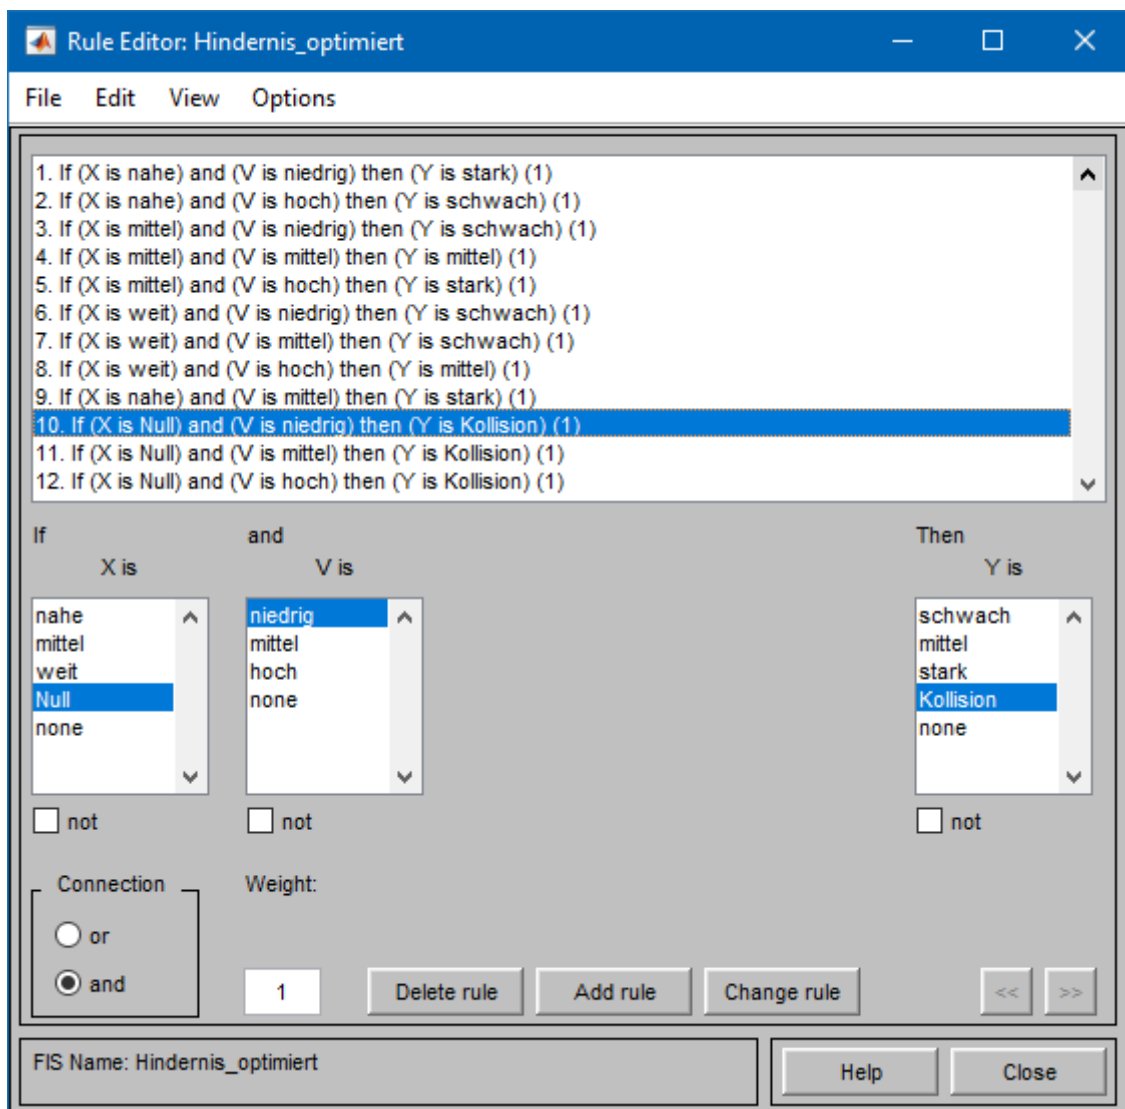 Rule Editor: Hindernis_optimiert
File Edit View Options
1. If (X is nahe) and (V is niedrig) then (Y is stark) (1)
2. If (X is nahe) and (V is hoch) then (Y is schwach) (1)
3. If (X is mittel) and (V is niedrig) then (Y is schwach) (1)
4. If (X is mittel) and (V is mittel) then (Y is mittel) (1)
5. If (X is mittel) and (V is hoch) then (Y is stark) (1)
6. If (X is weit) and (V is niedrig) then (Y is schwach) (1)
7. If (X is weit) and (V is mittel) then (Y is schwach) (1)
8. If (X is weit) and (V is hoch) then (Y is mittel) (1)
9. If (X is nahe) and (V is mittel) then (Y is stark) (1)
10. If (X is Null) and (V is niedrig) then (Y is Kollision) (1)
11. If (X is Null) and (V is mittel) then (Y is Kollision) (1)
12. If (X is Null) and (V is hoch) then (Y is Kollision) (1)
If and Then
X is V is Y is
nahe niedrig schwach
mittel mittel mittel
weit hoch stark
Null none Kollision
none none
not not not
Connection Weight:
or
and 1 Delete rule Add rule Change rule << >>
FIS Name: Hindernis_optimiert Help Close